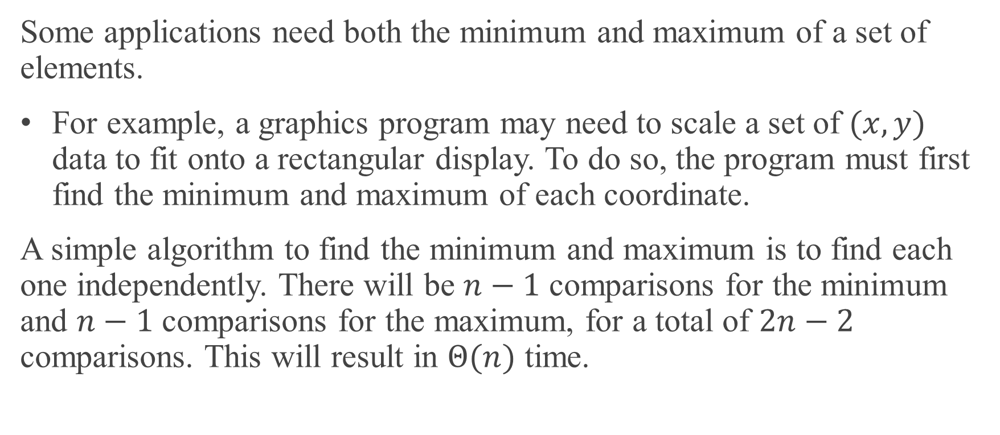 Some applications need both the minimum and maximum of a set of
elements.
• For example, a graphics program may need to scale a set of (x, y)
data to fit onto a rectangular display. To do so, the program must first
find the minimum and maximum of each coordinate.
A simple algorithm to find the minimum and maximum is to find each
one independently. There will be n − 1 comparisons for the minimum
and n − 1 comparisons for the maximum, for a total of 2n − 2
comparisons. This will result in Θ(n) time.